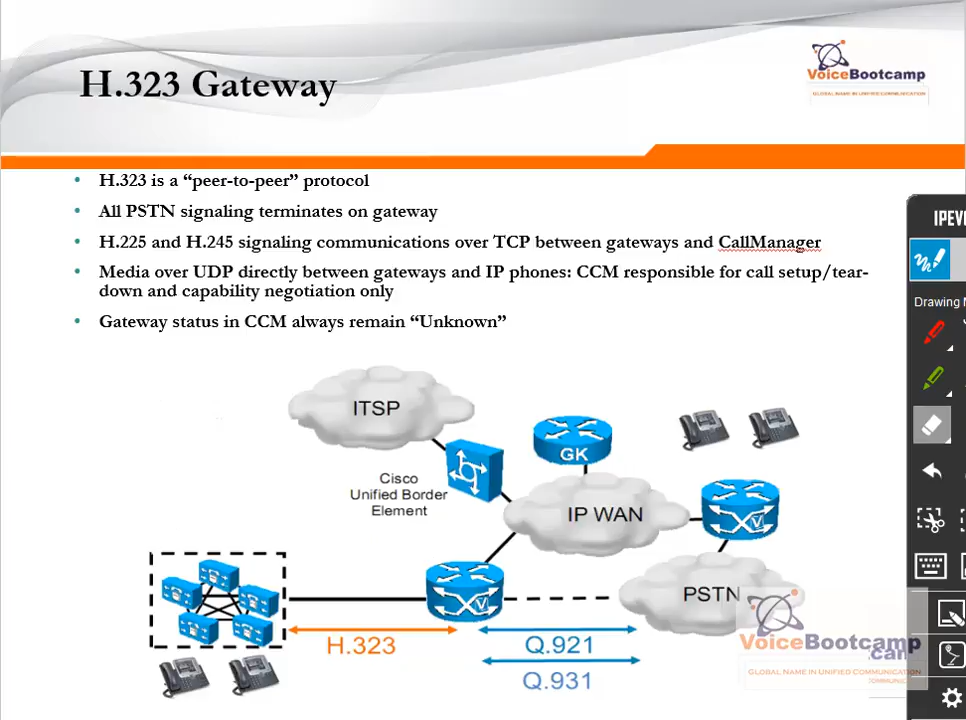 H.323 Gateway
VoiceBootcamp
GLOBAL NAME IN UNIFIED COMMUNICATION
• H.323 is a “peer-to-peer” protocol
• All PSTN signaling terminates on gateway
• H.225 and H.245 signaling communications over TCP between gateways and CallManager
• Media over UDP directly between gateways and IP phones: CCM responsible for call setup/tear-
down and capability negotiation only
• Gateway status in CCM always remain “Unknown”
IPEV
Drawing M
ITSP
GK
Cisco
Unified Border
Element
IP WAN
V
PSTN
V
H.323
Q.921
Q.931
VoiceBootcamp
.can
Global Name in Unified Communication